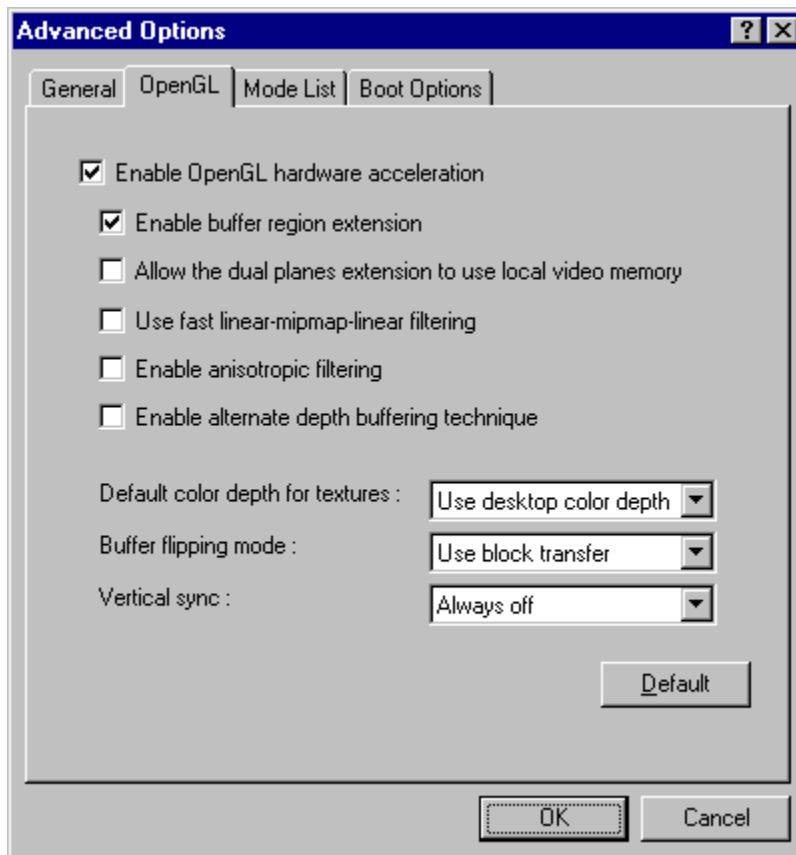 Advanced Options
General OpenGL Mode List Boot Options
Enable OpenGL hardware acceleration
Enable buffer region extension
Allow the dual planes extension to use local video memory
Use fast linear-mipmap-linear filtering
Enable anisotropic filtering
Enable alternate depth buffering technique
Default color depth for textures : Use desktop color depth
Buffer flipping mode : Use block transfer
Vertical sync : Always off
Default
OK Cancel